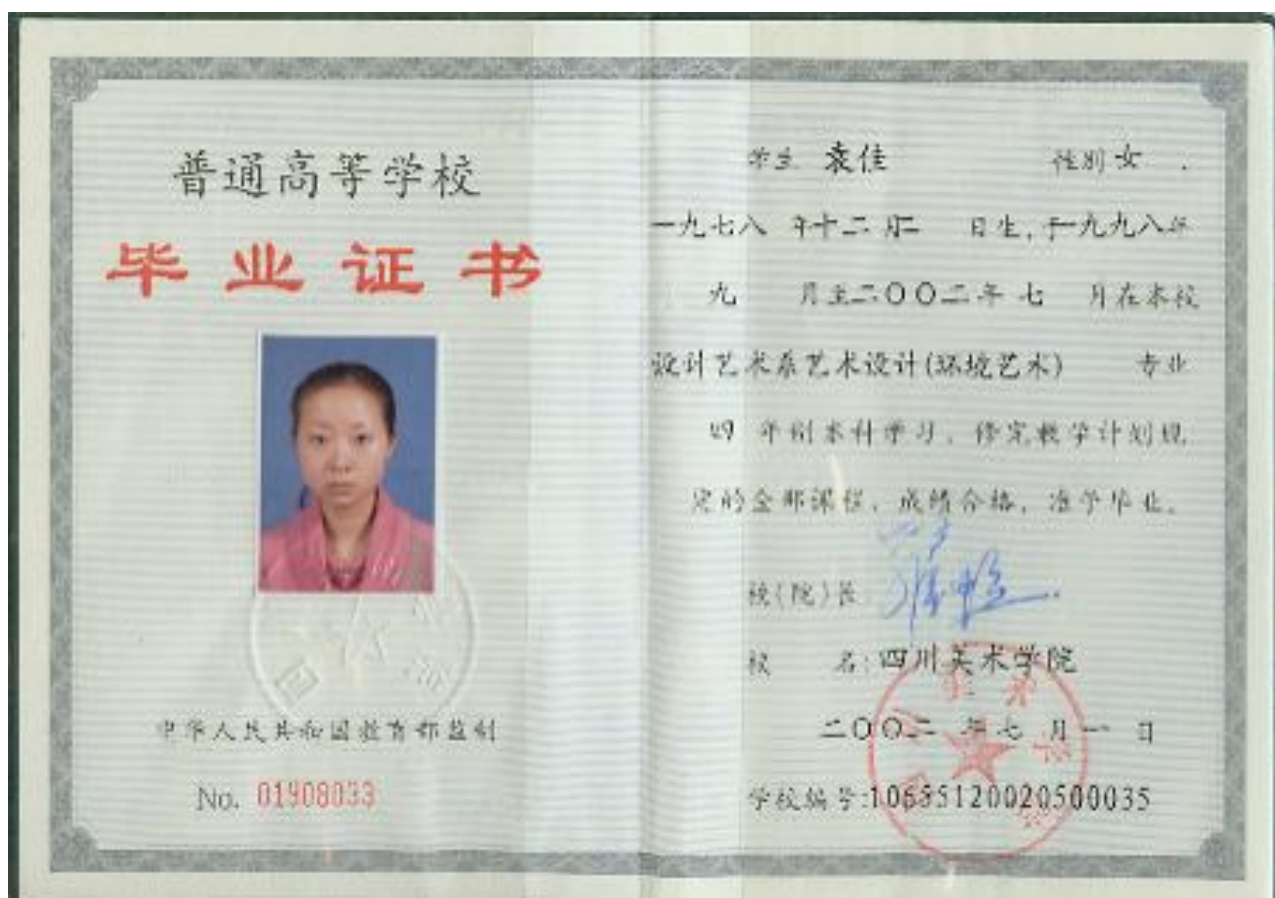 普通高等学校
毕业证书
中华人民共和国教育部监制
No. 01908033
学生 袁佳 性别 女 .
一九七八 年十二月二 日生,于一九九八年
九 月至二〇〇二年 七 月在本校
设计艺术系艺术设计(环境艺术) 专业
四 年制本科学习,修完教学计划规
定的全部课程,成绩合格,准予毕业。
校(院)长
校 名:四川美术学院
二〇〇二 年七 月一 日
学校编号:10655120020500035